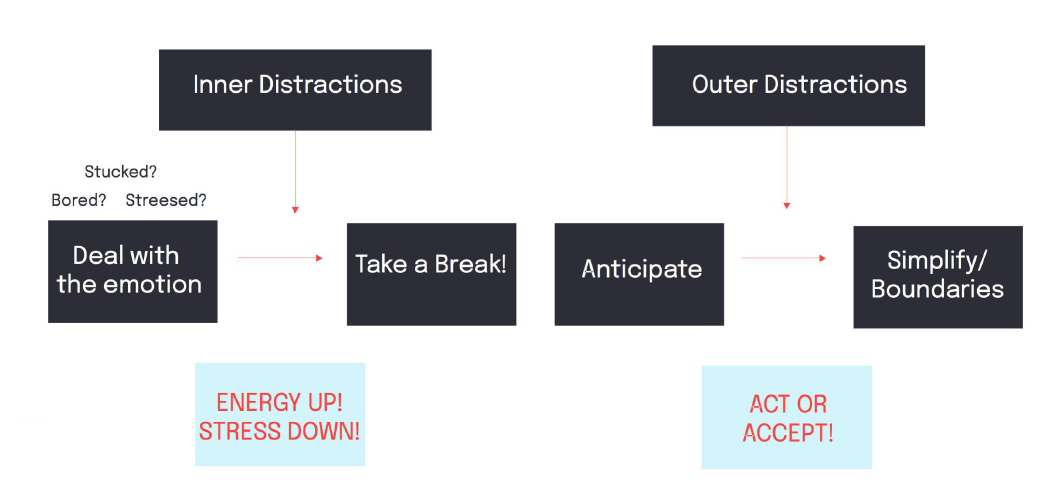 Inner Distractions
Outer Distractions
Stucked?
Bored? Streesed?
Deal with
the emotion
Take a Break!
Anticipate
Simplify/
Boundaries
ENERGY UP!
STRESS DOWN!
ACT OR
ACCEPT!